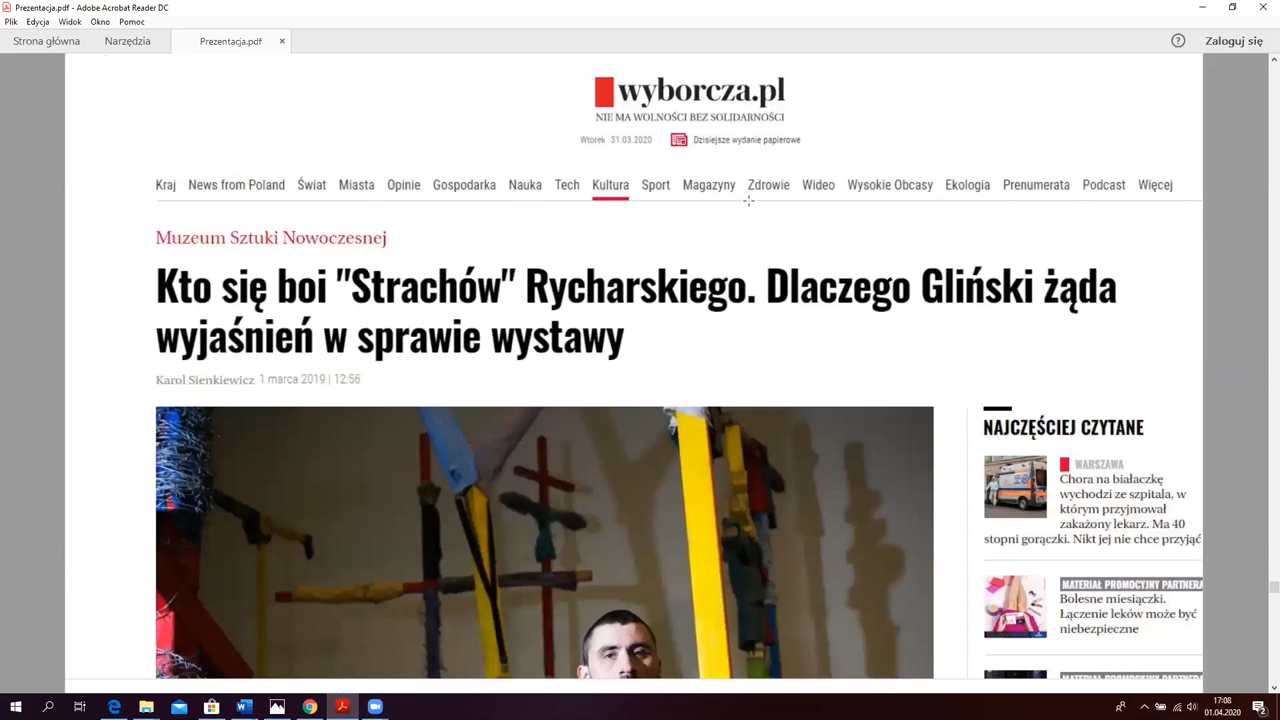 Prezentacja.pdf - Adobe Acrobat Reader DC
Plik Edycja Widok Okno Pomoc
Strona główna Narzędzia Prezentacja.pdf × Zaloguj się
wyborcza.pl
NIE MA WOLNOŚCI BEZ SOLIDARNOŚCI
Wtorek 31.03.2020 Dzisiejsze wydanie papierowe
Kraj News from Poland Świat Miasta Opinie Gospodarka Nauka Tech Kultura Sport Magazyny Zdrowie Wideo Wysokie Obcasy Ekologia Prenumerata Podcast Więcej
Muzeum Sztuki Nowoczesnej
Kto się boi "Strachów" Rycharskiego. Dlaczego Gliński żąda
wyjaśnień w sprawie wystawy
Karol Sienkiewicz 1 marca 2019 | 12:56
NAJCZĘŚCIEJ CZYTANE
WARSZAWA
Chora na białaczkę
wychodzi ze szpitala, w
którym przyjmował
zakażony lekarz. Ma 40
stopni gorączki. Nikt jej nie chce przyjąć
MATERIAŁ PROMOCYJNY PARTNERA
Bolesne miesiączki.
Łączenie leków może być
niebezpieczne
MATERIAŁ PROMOCYJNY PARTNERA
17:08
01.04.2020